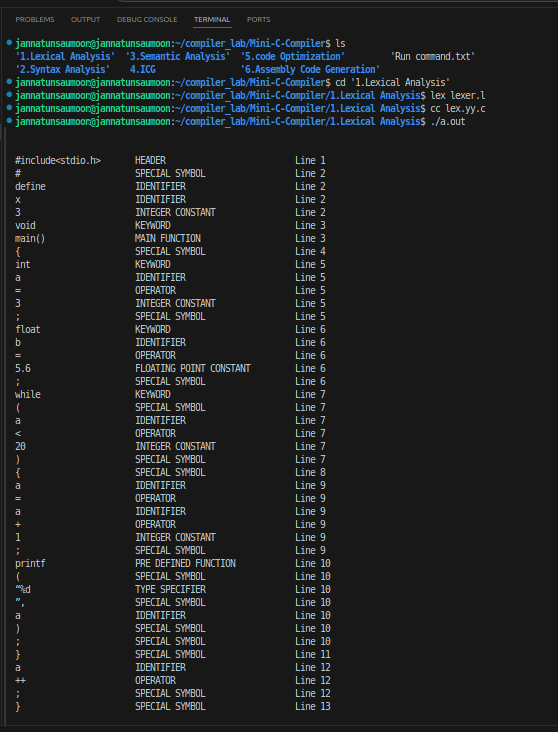 PROBLEMS OUTPUT DEBUG CONSOLE TERMINAL PORTS
jannatunsaumoon@jannatunsaumoon:~/compiler_lab/Mini-C-Compiler$ ls
'1.Lexical Analysis' '3.Semantic Analysis' '5.code Optimization' 'Run command.txt'
'2.Syntax Analysis' 4.ICG '6.Assembly Code Generation'
jannatunsaumoon@jannatunsaumoon:~/compiler_lab/Mini-C-Compiler$ cd '1.Lexical Analysis'
jannatunsaumoon@jannatunsaumoon:~/compiler_lab/Mini-C-Compiler/1.Lexical Analysis$ lex lexer.l
jannatunsaumoon@jannatunsaumoon:~/compiler_lab/Mini-C-Compiler/1.Lexical Analysis$ cc lex.yy.c
jannatunsaumoon@jannatunsaumoon:~/compiler_lab/Mini-C-Compiler/1.Lexical Analysis$ ./a.out
#include<stdio.h> HEADER Line 1
# SPECIAL SYMBOL Line 2
define IDENTIFIER Line 2
x IDENTIFIER Line 2
3 INTEGER CONSTANT Line 2
void KEYWORD Line 3
main() MAIN FUNCTION Line 3
{ SPECIAL SYMBOL Line 4
int KEYWORD Line 5
a IDENTIFIER Line 5
= OPERATOR Line 5
3 INTEGER CONSTANT Line 5
; SPECIAL SYMBOL Line 5
float KEYWORD Line 6
b IDENTIFIER Line 6
= OPERATOR Line 6
5.6 FLOATING POINT CONSTANT Line 6
; SPECIAL SYMBOL Line 6
while KEYWORD Line 7
( SPECIAL SYMBOL Line 7
a IDENTIFIER Line 7
< OPERATOR Line 7
20 INTEGER CONSTANT Line 7
) SPECIAL SYMBOL Line 7
{ SPECIAL SYMBOL Line 8
a IDENTIFIER Line 9
= OPERATOR Line 9
a IDENTIFIER Line 9
+ OPERATOR Line 9
1 INTEGER CONSTANT Line 9
; SPECIAL SYMBOL Line 9
printf PRE DEFINED FUNCTION Line 10
( SPECIAL SYMBOL Line 10
“%d TYPE SPECIFIER Line 10
”, SPECIAL SYMBOL Line 10
a IDENTIFIER Line 10
) SPECIAL SYMBOL Line 10
; SPECIAL SYMBOL Line 10
} SPECIAL SYMBOL Line 11
a IDENTIFIER Line 12
++ OPERATOR Line 12
; SPECIAL SYMBOL Line 12
} SPECIAL SYMBOL Line 13